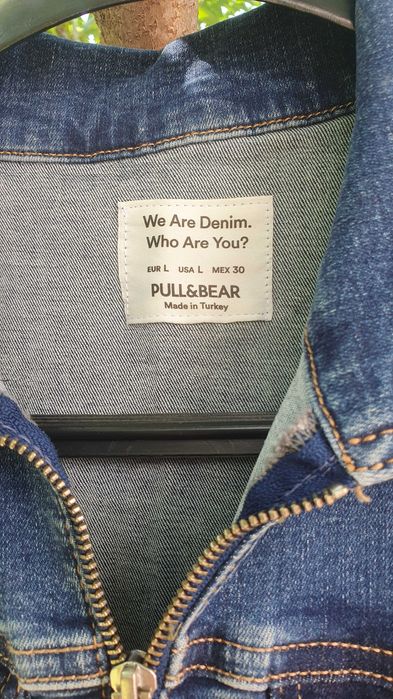 We Are Denim.
Who Are You?
EUR L USA L MEX 30
PULL&BEAR
Made in Turkey